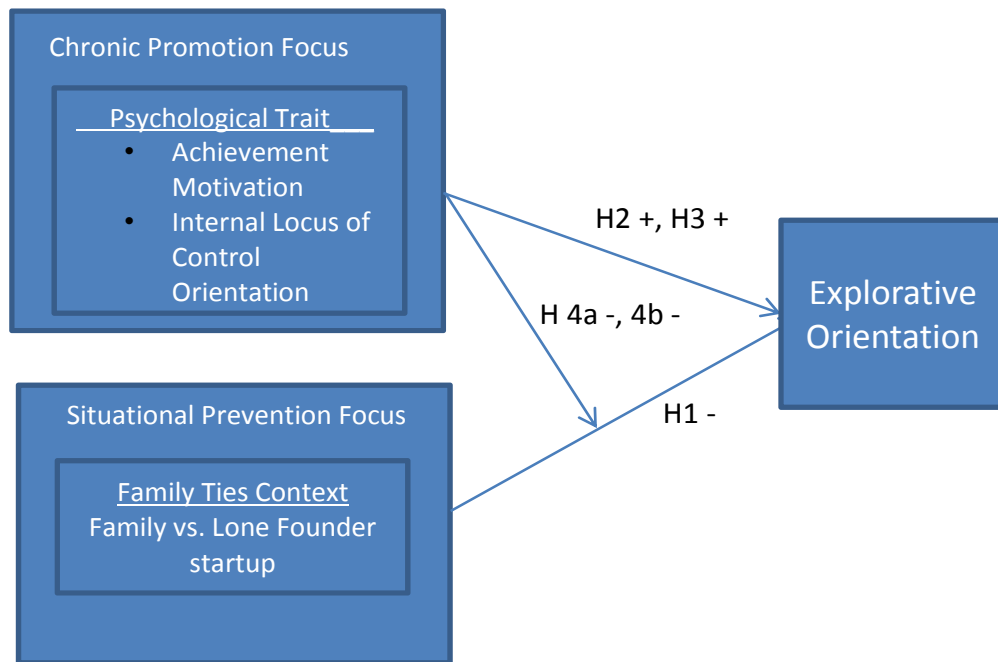 Chronic Promotion Focus
Psychological Trait___
• Achievement
Motivation
• Internal Locus of
Control
Orientation
H2 +, H3 +
H 4a -, 4b -
Explorative
Orientation
H1 -
Situational Prevention Focus
Family Ties Context
Family vs. Lone Founder
startup